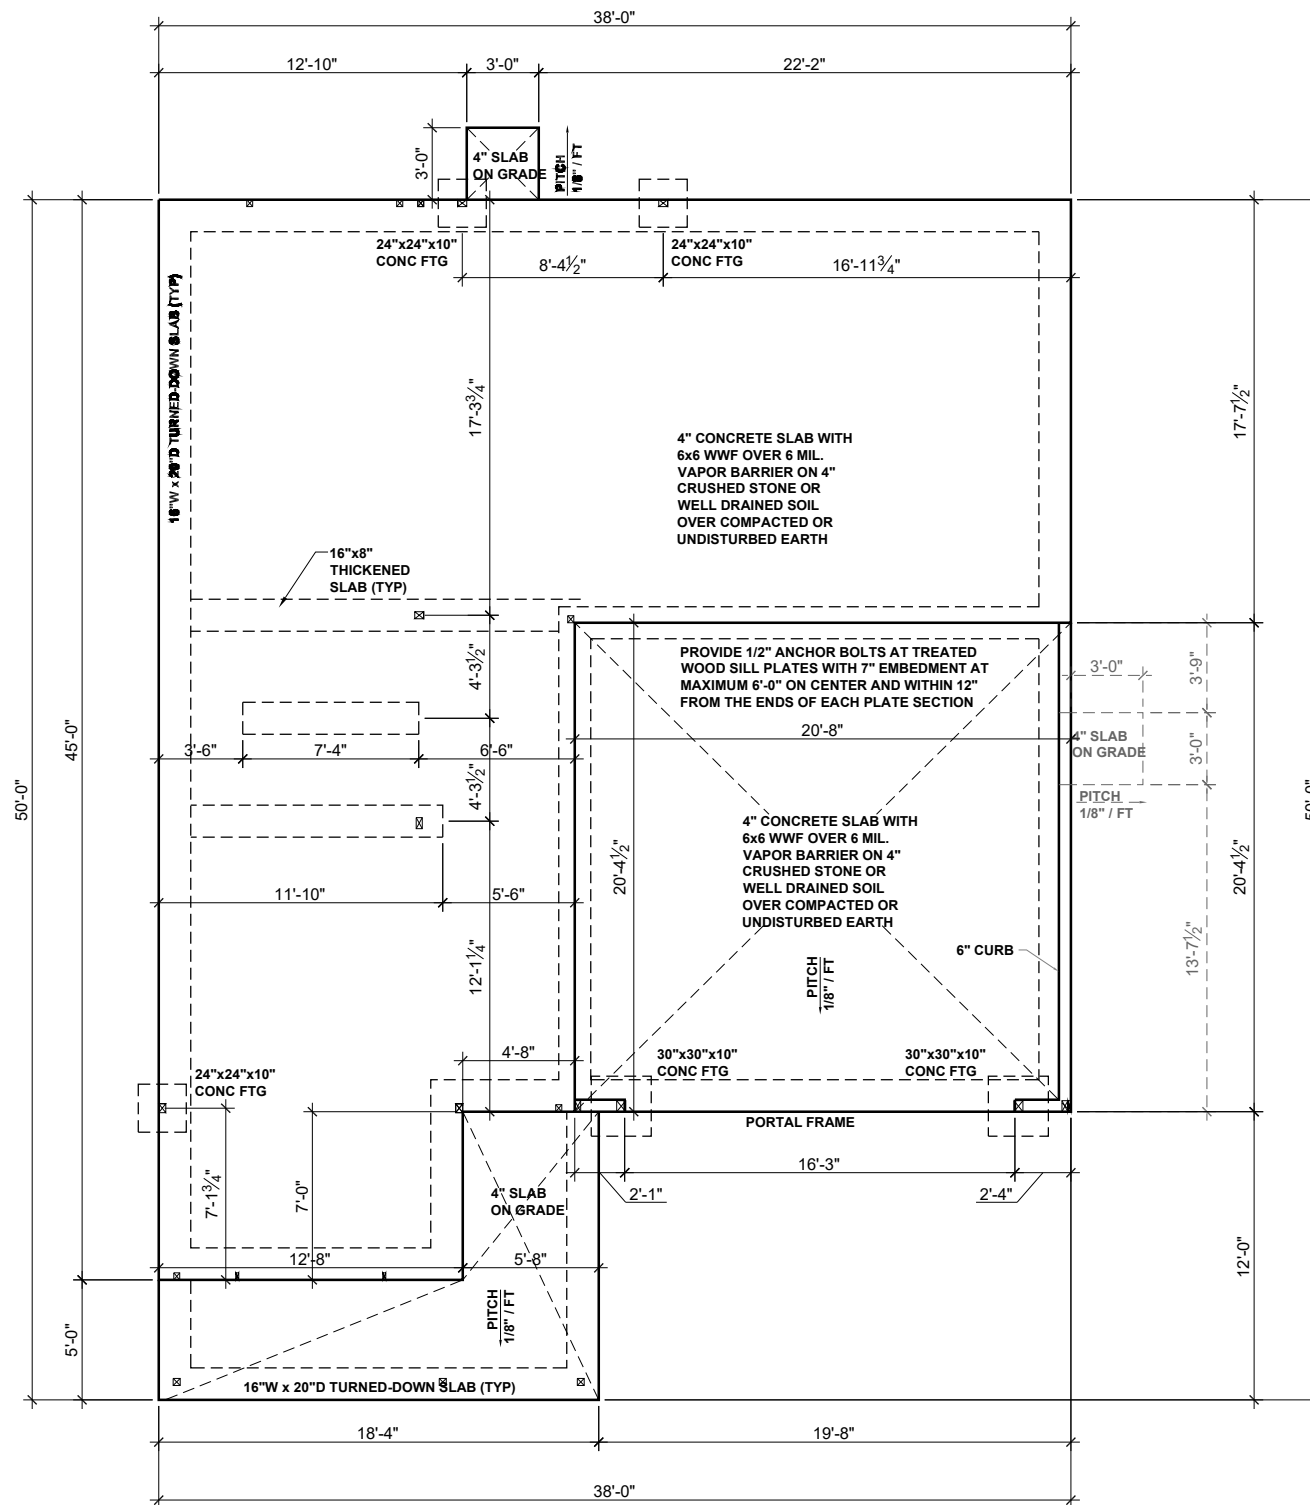 38'-0"
12'-10"
3'-0"
22'-2"
3'-0"
4" SLAB
ON GRADE
PITCH
1/8" / FT
24"x24"x10"
CONC FTG
24"x24"x10"
CONC FTG
8'-4½"
16'-11¾"
16"W x 20"D TURNED-DOWN SLAB (TYP)
17'-3¾"
17'-7½"
4" CONCRETE SLAB WITH
6x6 WWF OVER 6 MIL.
VAPOR BARRIER ON 4"
CRUSHED STONE OR
WELL DRAINED SOIL
OVER COMPACTED OR
UNDISTURBED EARTH
16"x8"
THICKENED
SLAB (TYP)
PROVIDE 1/2" ANCHOR BOLTS AT TREATED
WOOD SILL PLATES WITH 7" EMBEDMENT AT
MAXIMUM 6'-0" ON CENTER AND WITHIN 12"
FROM THE ENDS OF EACH PLATE SECTION
4'-3½"
3'-0"
3'-9"
20'-8"
4" SLAB
ON GRADE
3'-0"
45'-0"
50'-0"
3'-6"
7'-4"
6'-6"
4'-3½"
PITCH
1/8" / FT
50'-0"
4" CONCRETE SLAB WITH
6x6 WWF OVER 6 MIL.
VAPOR BARRIER ON 4"
CRUSHED STONE OR
WELL DRAINED SOIL
OVER COMPACTED OR
UNDISTURBED EARTH
20'-4½"
20'-4½"
11'-10"
5'-6"
12'-1¼"
13'-7½"
6" CURB
PITCH
1/8" / FT
4'-8"
30"x30"x10"
CONC FTG
30"x30"x10"
CONC FTG
24"x24"x10"
CONC FTG
PORTAL FRAME
16'-3"
2'-1"
2'-4"
7'-1¾"
7'-0"
4" SLAB
ON GRADE
12'-8"
5'-8"
12'-0"
PITCH
1/8" / FT
5'-0"
16"W x 20"D TURNED-DOWN SLAB (TYP)
18'-4"
19'-8"
38'-0"